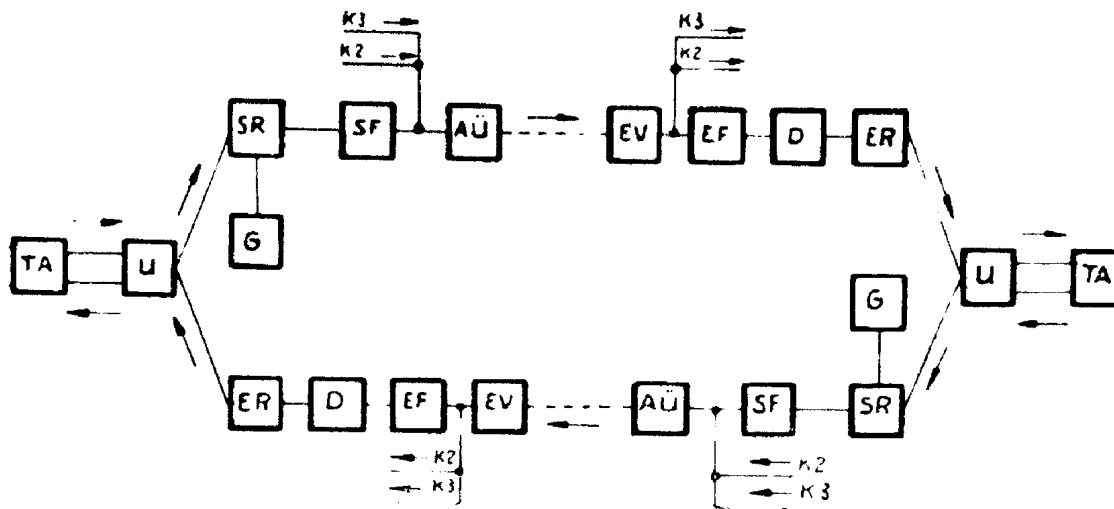 K3 K3
K2 K2
SR SF AÜ EV EF D ER
G
TA U U TA
G
ER D EF EV AÜ SF SR
K2 K2
K3 K3